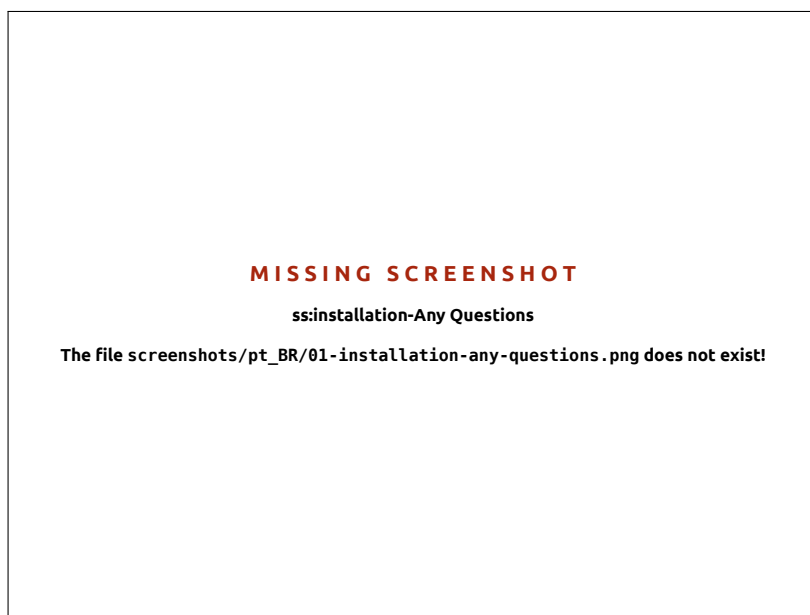 MISSING SCREENSHOT
ss:installation-Any Questions
The file screenshots/pt_BR/01-installation-any-questions.png does not exist!